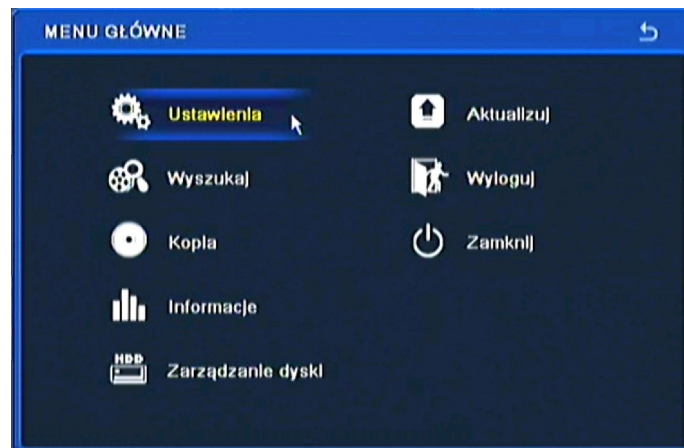 MENU GŁÓWNE
Ustawienia
Aktualizuj
Wyszukaj
Wyloguj
Kopia
Zamknij
Informacje
HDD
Zarządzanie dyski